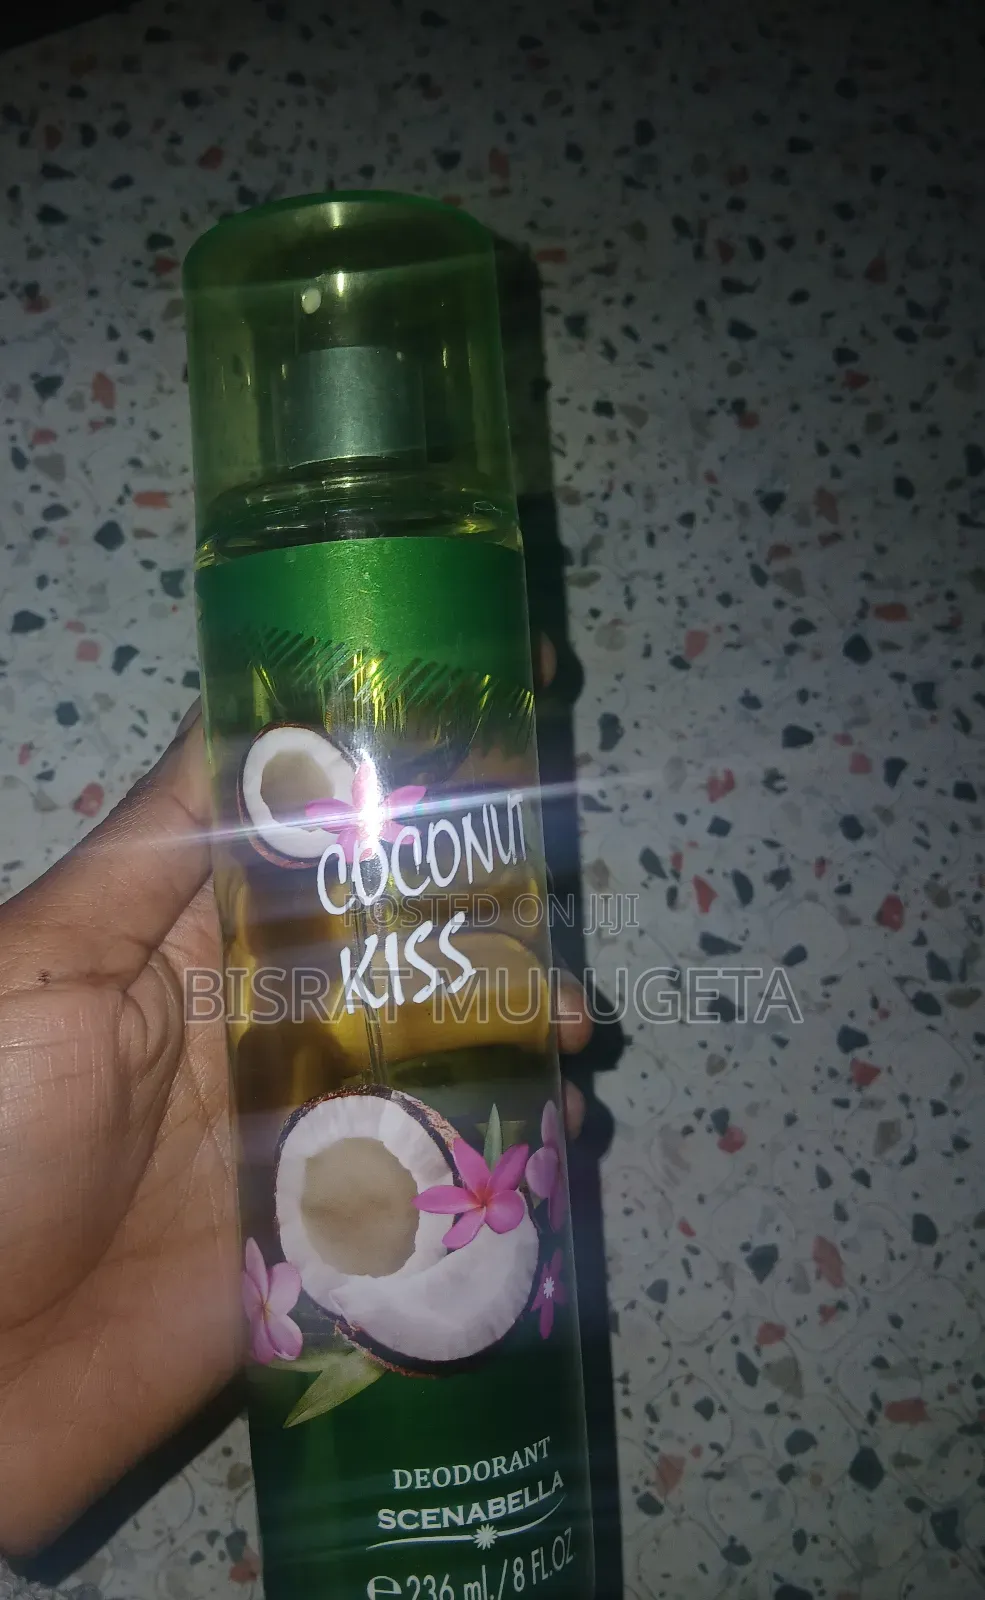 COCONUT
POSTED ON JIJI
KISS
BISRAT MULUGETA
DEODORANT
SCENABELLA
℮236 ml./8 FL.OZ.